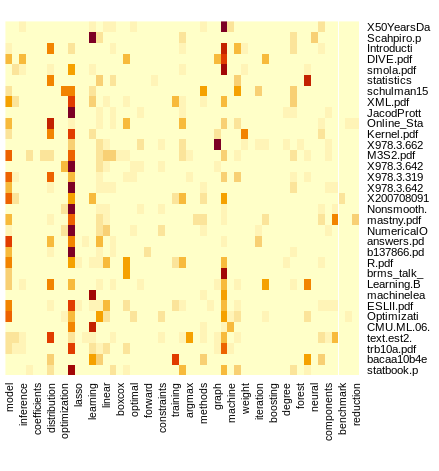 X50YearsDa
Scahpiro.p
Introducti
DIVE.pdf
smola.pdf
statistics
schulman15
XML.pdf
JacodPrott
Online_Sta
Kernel.pdf
X978.3.662
M3S2.pdf
X978.3.642
X978.3.319
X978.3.642
X200708091
Nonsmooth.
mastny.pdf
NumericalO
answers.pd
b137866.pd
R.pdf
brms_talk_
Learning.B
machinelea
ESLII.pdf
Optimizati
CMU.ML.06.
text.est2.
trb10a.pdf
bacaa10b4e
statbook.p
model
inference
coefficients
distribution
optimization
lasso
learning
linear
boxcox
optimal
forward
constraints
training
argmax
methods
graph
machine
weight
iteration
boosting
degree
forest
neural
components
benchmark
reduction